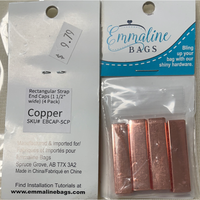 $ 9.79
Rectangular Strap
End Caps (1 1/2"
wide) (4 Pack)
Copper
SKU# EBCAP-SCP
Spruce Grove, AB T7X 3A2
Made in China/Fabriqué en China
Find Installation Tutorials at
www.emmalinebags.com
Emmaline
BAGS
Bling up
your bag with our
shiny hardware.